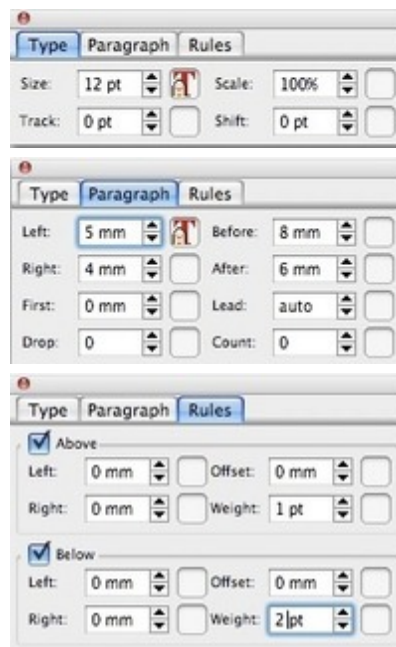 Type Paragraph Rules
Size: 12 pt Scale: 100%
Track: 0 pt Shift: 0 pt
Type Paragraph Rules
Left: 5 mm Before: 8 mm
Right: 4 mm After: 6 mm
First: 0 mm Lead: auto
Drop: 0 Count: 0
Type Paragraph Rules
Above
Left: 0 mm Offset: 0 mm
Right: 0 mm Weight: 1 pt
Below
Left: 0 mm Offset: 0 mm
Right: 0 mm Weight: 2 pt